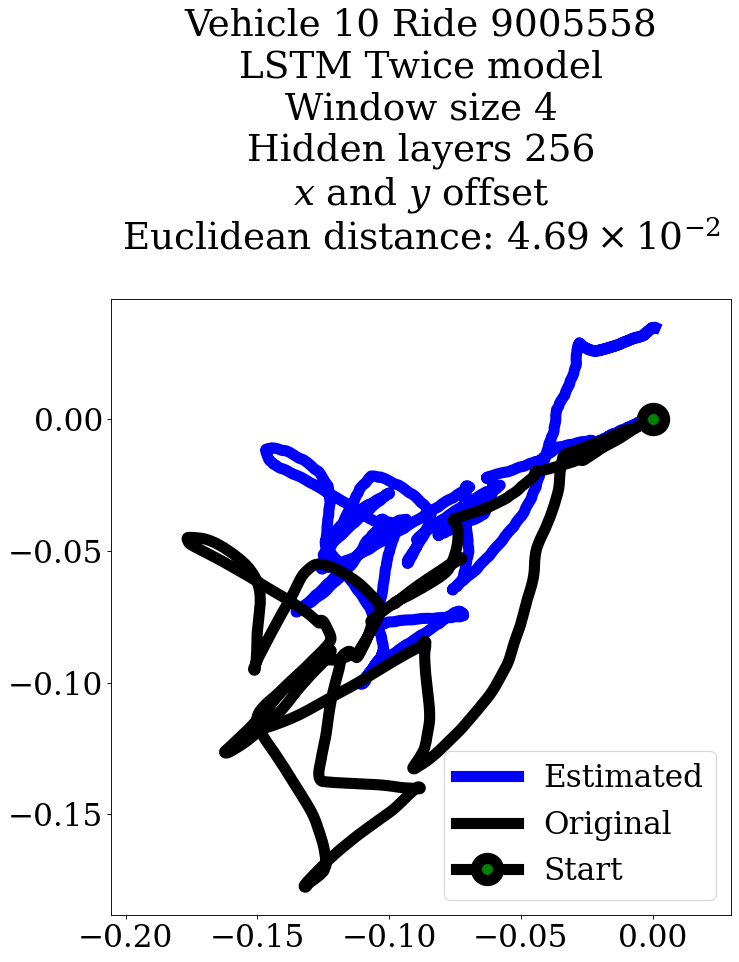 Vehicle 10 Ride 9005558
LSTM Twice model
Window size 4
Hidden layers 256
x and y offset
Euclidean distance: 4.69 × 10⁻²
0.00
−0.05
−0.10
−0.15
Estimated
Original
Start
−0.20 −0.15 −0.10 −0.05 0.00